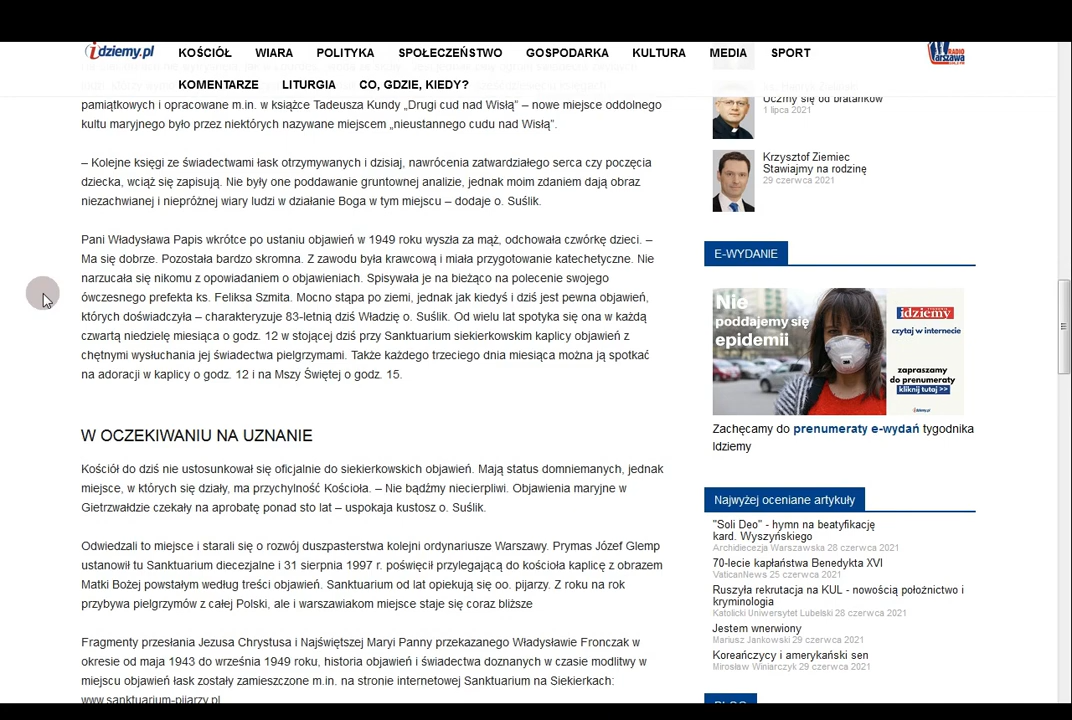 idziemy.pl
KOŚCIÓŁ WIARA POLITYKA SPOŁECZEŃSTWO GOSPODARKA KULTURA MEDIA SPORT
KOMENTARZE LITURGIA CO, GDZIE, KIEDY?
RADIO
Warszawa
pamiątkowych i opracowane m.in. w książce Tadeusza Kundy „Drugi cud nad Wisłą” – nowe miejsce oddolnego
kultu maryjnego było przez niektórych nazywane miejscem „nieustannego cudu nad Wisłą”.
– Kolejne księgi ze świadectwami łask otrzymywanych i dzisiaj, nawrócenia zatwardziałego serca czy poczęcia
dziecka, wciąż się zapisują. Nie były one poddawanie gruntownej analizie, jednak moim zdaniem dają obraz
niezachwianej i niepróżnej wiary ludzi w działanie Boga w tym miejscu – dodaje o. Suślik.
Pani Władysława Papis wkrótce po ustaniu objawień w 1949 roku wyszła za mąż, odchowała czwórkę dzieci. –
Ma się dobrze. Pozostała bardzo skromna. Z zawodu była krawcową i miała przygotowanie katechetyczne. Nie
narzucała się nikomu z opowiadaniem o objawieniach. Spisywała je na bieżąco na polecenie swojego
ówczesnego prefekta ks. Feliksa Szmita. Mocno stąpa po ziemi, jednak jak kiedyś i dziś jest pewna objawień,
których doświadczyła – charakteryzuje 83-letnią dziś Władzię o. Suślik. Od wielu lat spotyka się ona w każdą
czwartą niedzielę miesiąca o godz. 12 w stojącej dziś przy Sanktuarium siekierkowskim kaplicy objawień z
chętnymi wysłuchania jej świadectwa pielgrzymami. Także każdego trzeciego dnia miesiąca można ją spotkać
na adoracji w kaplicy o godz. 12 i na Mszy Świętej o godz. 15.
W OCZEKIWANIU NA UZNANIE
Kościół do dziś nie ustosunkował się oficjalnie do siekierkowskich objawień. Mają status domniemanych, jednak
miejsce, w których się działy, ma przychylność Kościoła. – Nie bądźmy niecierpliwi. Objawienia maryjne w
Gietrzwałdzie czekały na aprobatę ponad sto lat – uspokaja kustosz o. Suślik.
Odwiedzali to miejsce i starali się o rozwój duszpasterstwa kolejni ordynariusze Warszawy. Prymas Józef Glemp
ustanowił tu Sanktuarium diecezjalne i 31 sierpnia 1997 r. poświęcił przylegającą do kościoła kaplicę z obrazem
Matki Bożej powstałym według treści objawień. Sanktuarium od lat opiekują się oo. pijarzy. Z roku na rok
przybywa pielgrzymów z całej Polski, ale i warszawiakom miejsce staje się coraz bliższe
Fragmenty przesłania Jezusa Chrystusa i Najświętszej Maryi Panny przekazanego Władysławie Fronczak w
okresie od maja 1943 do września 1949 roku, historia objawień i świadectwa doznanych w czasie modlitwy w
miejscu objawień łask zostały zamieszczone m.in. na stronie internetowej Sanktuarium na Siekierkach:
www.sanktuarium-pijarzy.pl
Uczmy się od bratanków
1 lipca 2021
Krzysztof Ziemiec
Stawiajmy na rodzinę
29 czerwca 2021
E-WYDANIE
Nie
poddajemy się
epidemii
idziemy
czytaj w internecie
zapraszamy
do prenumeraty
kliknij tutaj >>
idziemy.pl
Zachęcamy do prenumeraty e-wydań tygodnika
Idziemy
Najwyżej oceniane artykuły
"Soli Deo" - hymn na beatyfikację
kard. Wyszyńskiego
Archidiecezja Warszawska 28 czerwca 2021
70-lecie kapłaństwa Benedykta XVI
VaticanNews 25 czerwca 2021
Ruszyła rekrutacja na KUL - nowością położnictwo i
kryminologia
Katolicki Uniwersytet Lubelski 28 czerwca 2021
Jestem wnerwiony
Mariusz Jankowski 29 czerwca 2021
Koreańczycy i amerykański sen
Mirosław Winiarczyk 29 czerwca 2021
BLOG